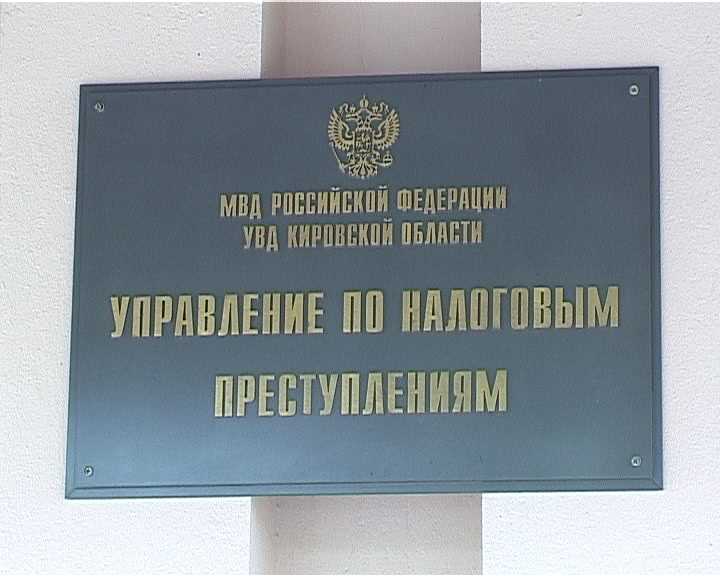 МВД РОССИЙСКОЙ ФЕДЕРАЦИИ
УВД КИРОВСКОЙ ОБЛАСТИ
УПРАВЛЕНИЕ ПО НАЛОГОВЫМ
ПРЕСТУПЛЕНИЯМ